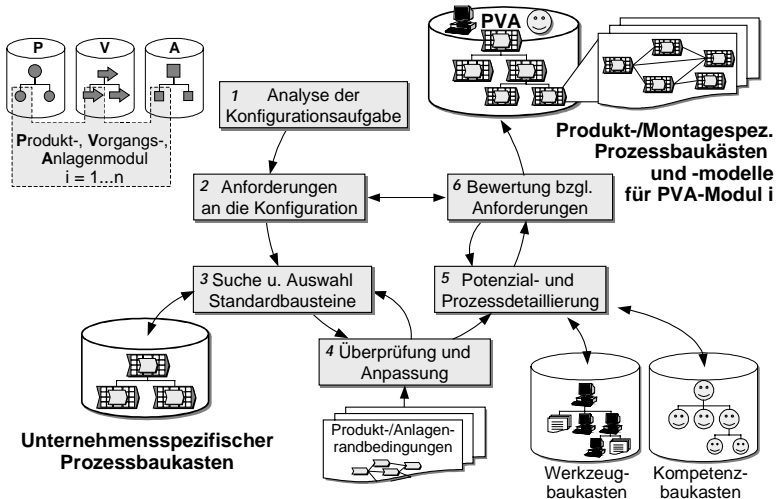 P V A
Produkt-, Vorgangs-,
Anlagenmodul
i = 1...n
PVA
1 Analyse der
Konfigurationsaufgabe
Produkt-/Montagespez.
Prozessbaukästen
und -modelle
für PVA-Modul i
2 Anforderungen
an die Konfiguration
6 Bewertung bzgl.
Anforderungen
3 Suche u. Auswahl
Standardbausteine
5 Potenzial- und
Prozessdetaillierung
4 Überprüfung und
Anpassung
Unternehmensspezifischer
Prozessbaukasten
Produkt-/Anlagen-
randbedingungen
Werkzeug-
baukasten
Kompetenz-
baukasten